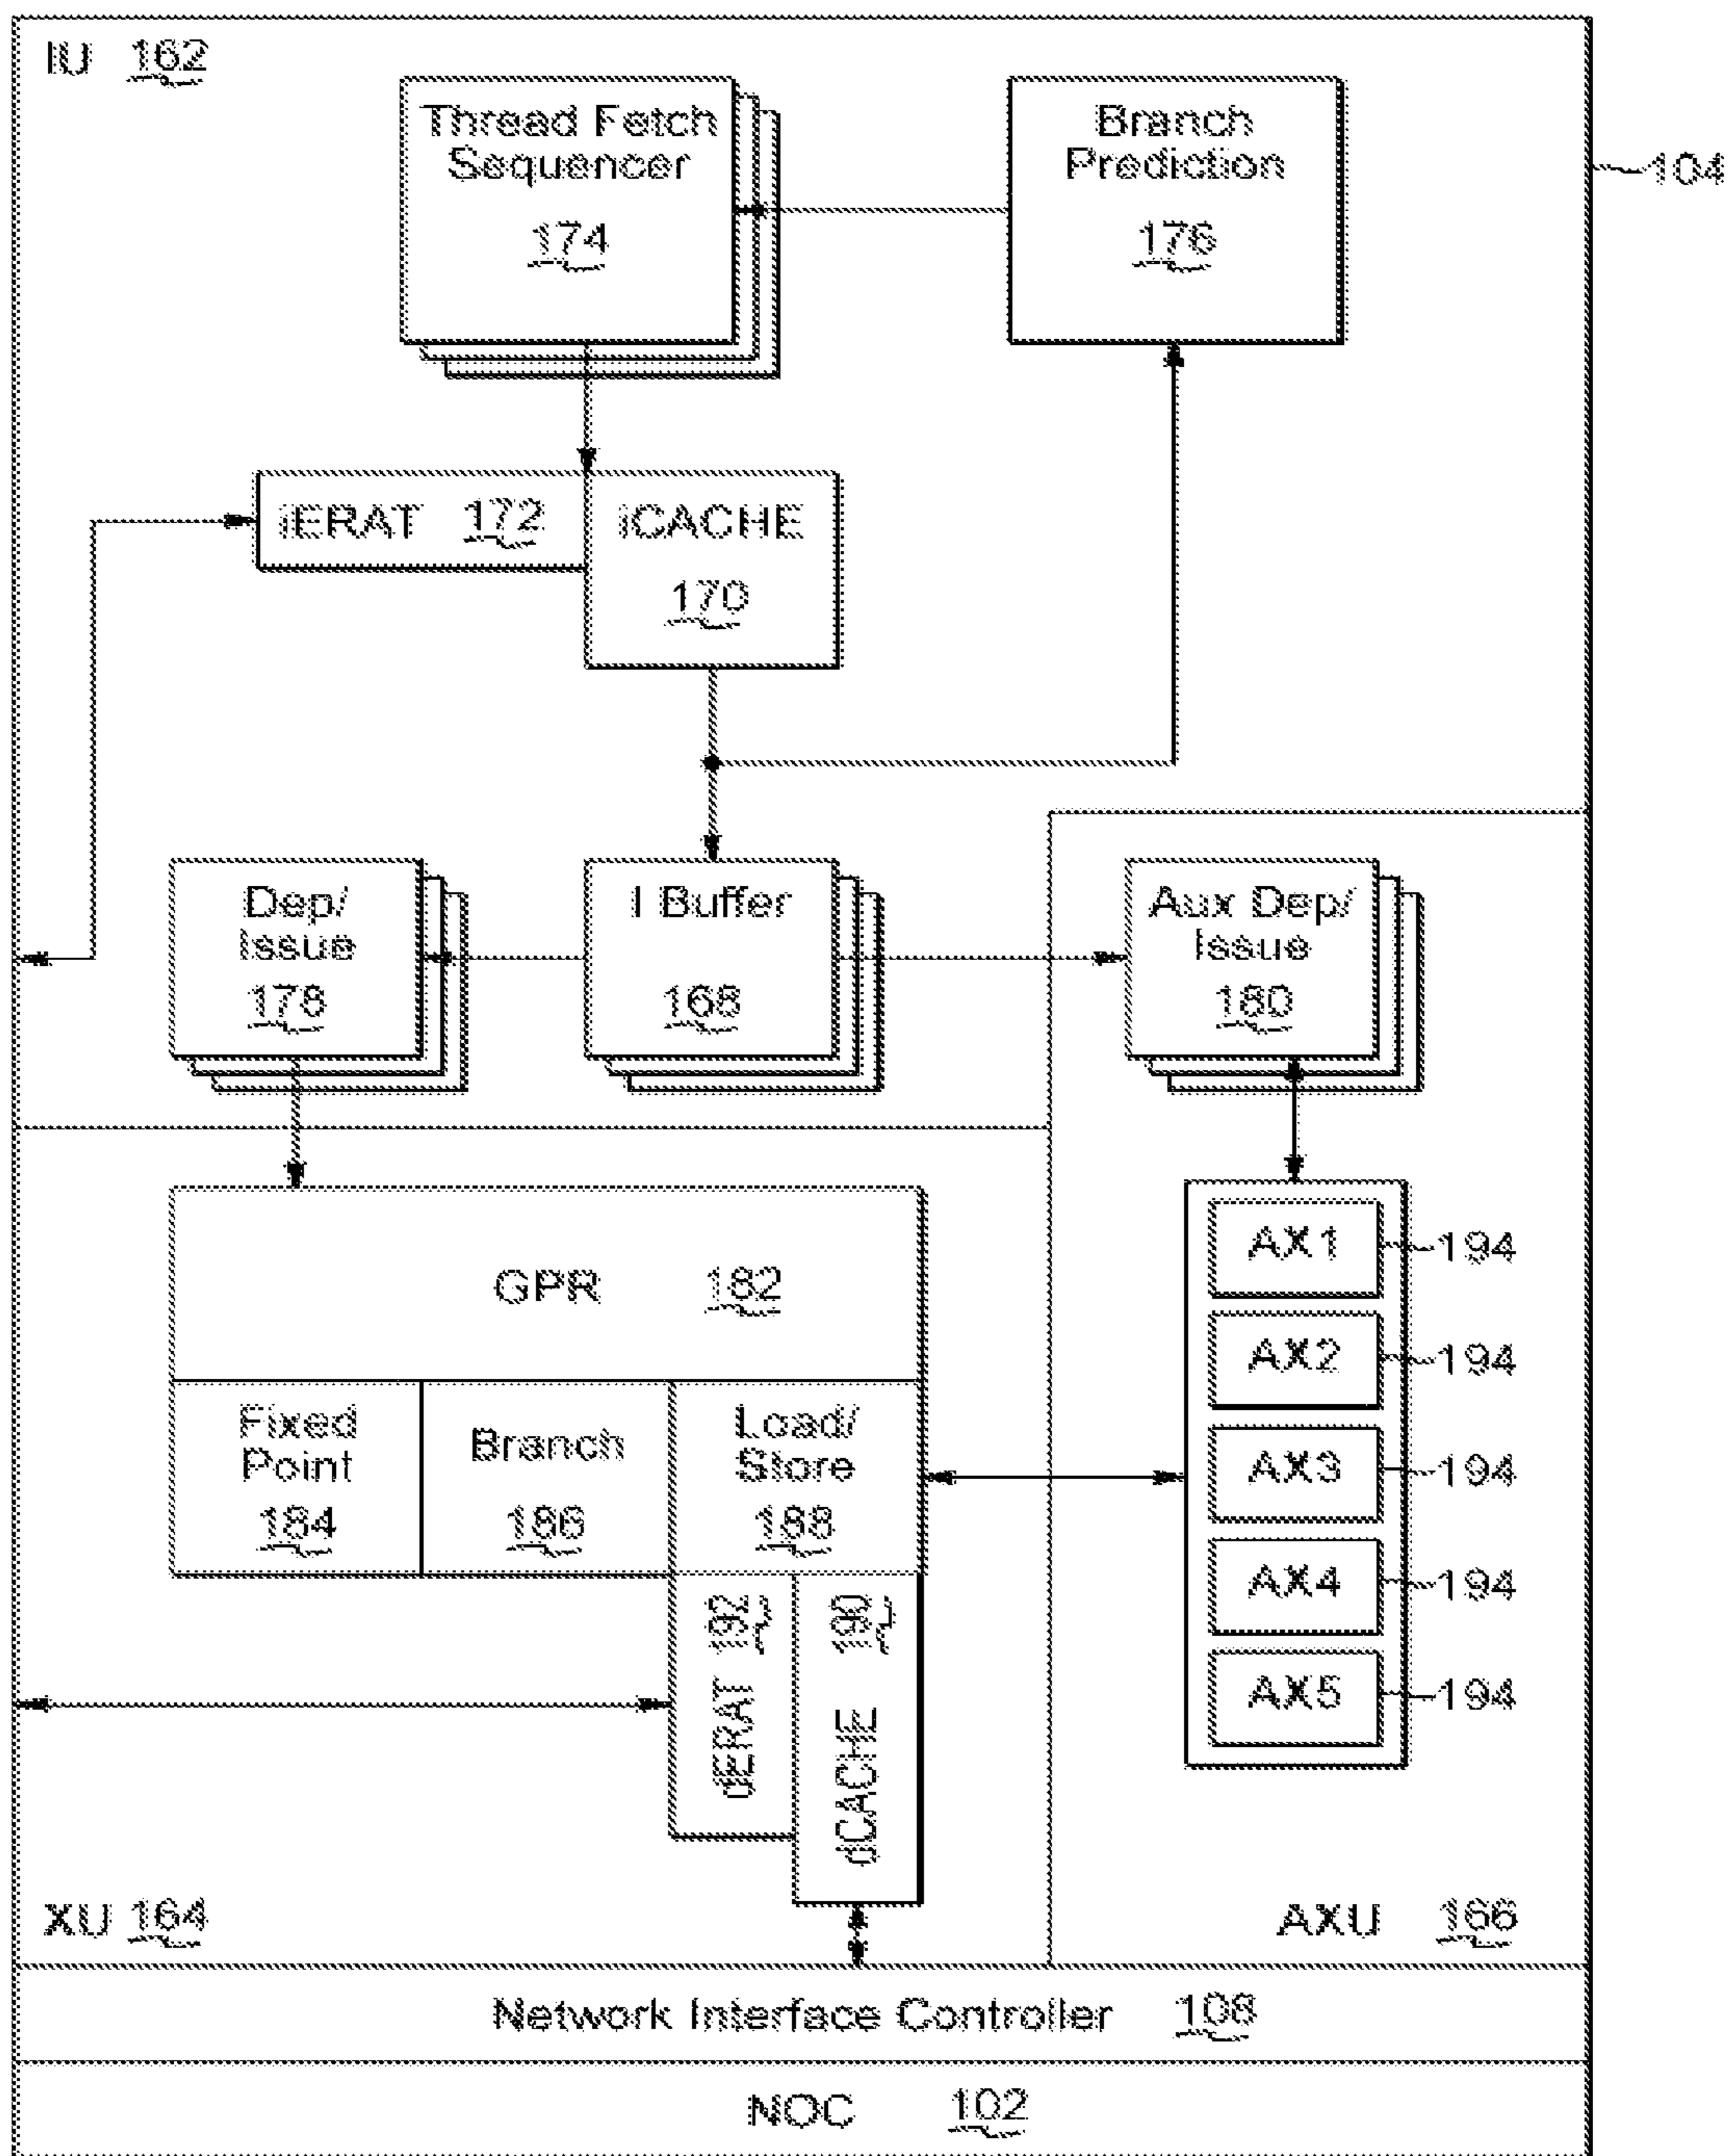 IU 162
Thread Fetch
Sequencer
174
Branch
Prediction
176
104
iERAT 172
iCACHE
170
Dep/
Issue
178
I Buffer
168
Aux Dep/
Issue
180
GPR 182
Fixed
Point
184
Branch
186
Load/
Store
188
dERAT 192
dCACHE 190
AX1 194
AX2 194
AX3 194
AX4 194
AX5 194
XU 164
AXU 166
Network Interface Controller 108
NOC 102